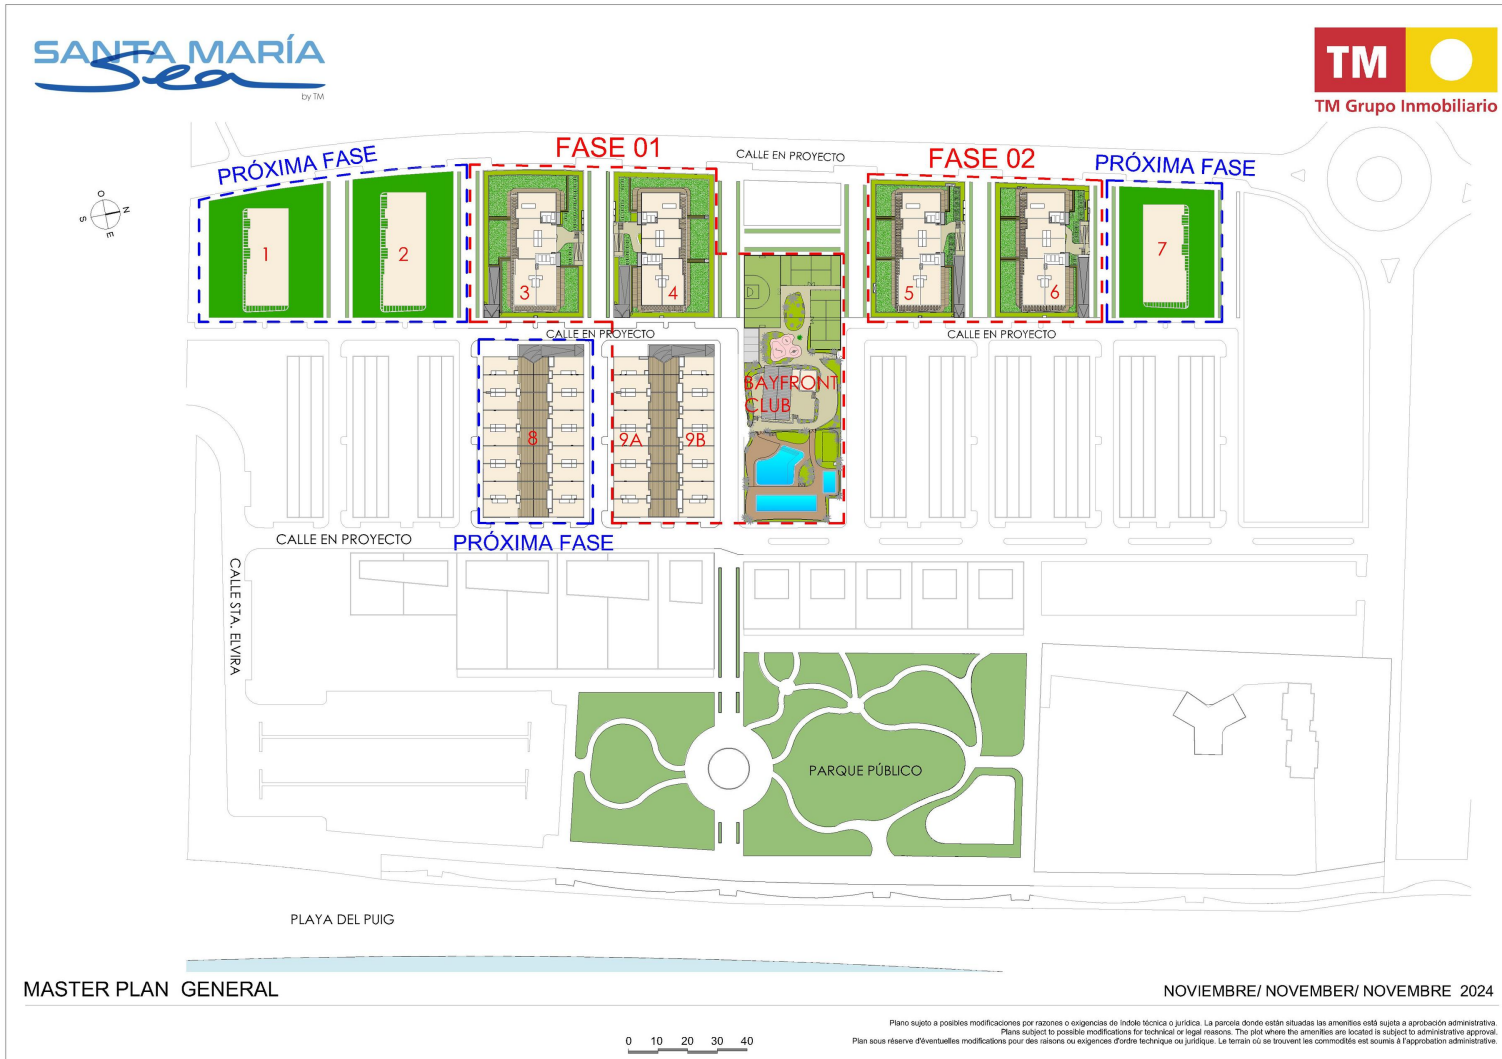 SANTA MARÍA
Sea
by TM
TM
TM Grupo Inmobiliario
PRÓXIMA FASE
FASE 01
CALLE EN PROYECTO
FASE 02
PRÓXIMA FASE
O
N
S
E
1
2
3
4
5
6
7
CALLE EN PROYECTO
CALLE EN PROYECTO
BAYFRONT
CLUB
8
9A
9B
CALLE EN PROYECTO
PRÓXIMA FASE
CALLE STA. ELVIRA
PARQUE PÚBLICO
PLAYA DEL PUIG
MASTER PLAN GENERAL
NOVIEMBRE/ NOVEMBER/ NOVEMBRE 2024
Plano sujeto a posibles modificaciones por razones o exigencias de índole técnica o jurídica. La parcela donde están situadas las amenities está sujeta a aprobación administrativa.
Plans subject to possible modifications for technical or legal reasons. The plot where the amenities are located is subject to administrative approval.
Plan sous réserve d'éventuelles modifications pour des raisons ou exigences d'ordre technique ou juridique. Le terrain où se trouvent les commodités est soumis à l'approbation administrative.
0 10 20 30 40